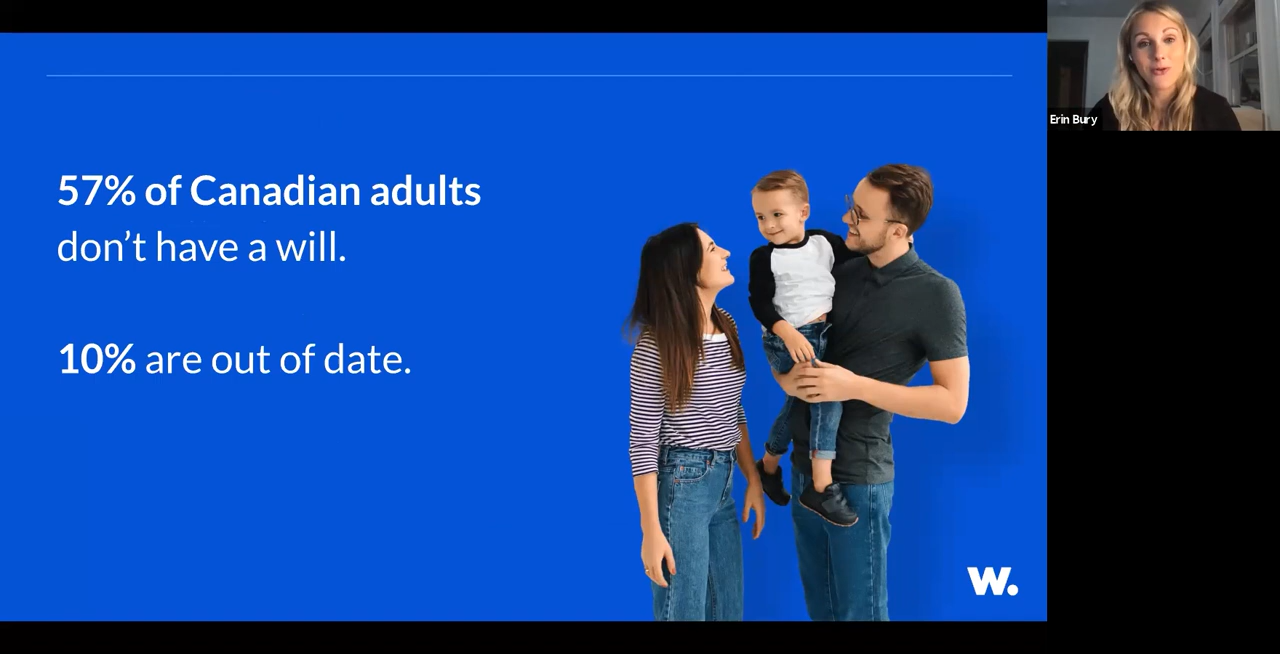 57% of Canadian adults
don’t have a will.
10% are out of date.
W.
Erin Bury